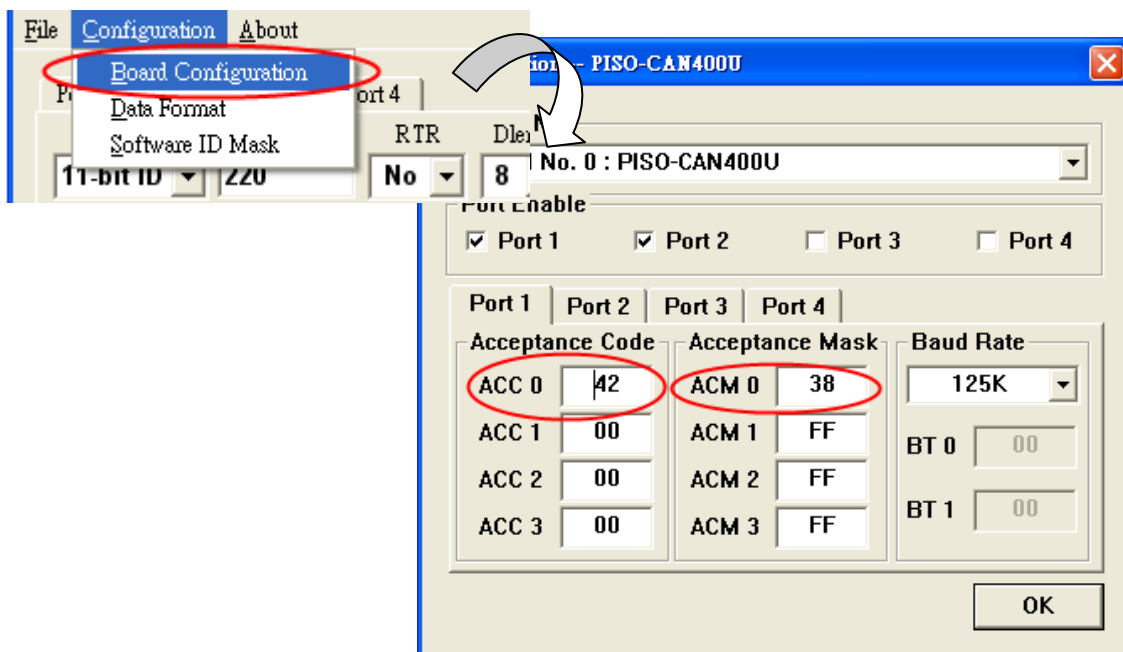 File Configuration About
Board Configuration
Data Format
Software ID Mask
ort 4
RTR
11-bit ID 220 No 8
- PISO-CAN400U
No. 0 : PISO-CAN400U
Port Enable
Port 1 Port 2 Port 3 Port 4
Port 1 Port 2 Port 3 Port 4
Acceptance Code Acceptance Mask Baud Rate
ACC 0 42 ACM 0 38 125K
ACC 1 00 ACM 1 FF BT 0 00
ACC 2 00 ACM 2 FF
ACC 3 00 ACM 3 FF BT 1 00
OK